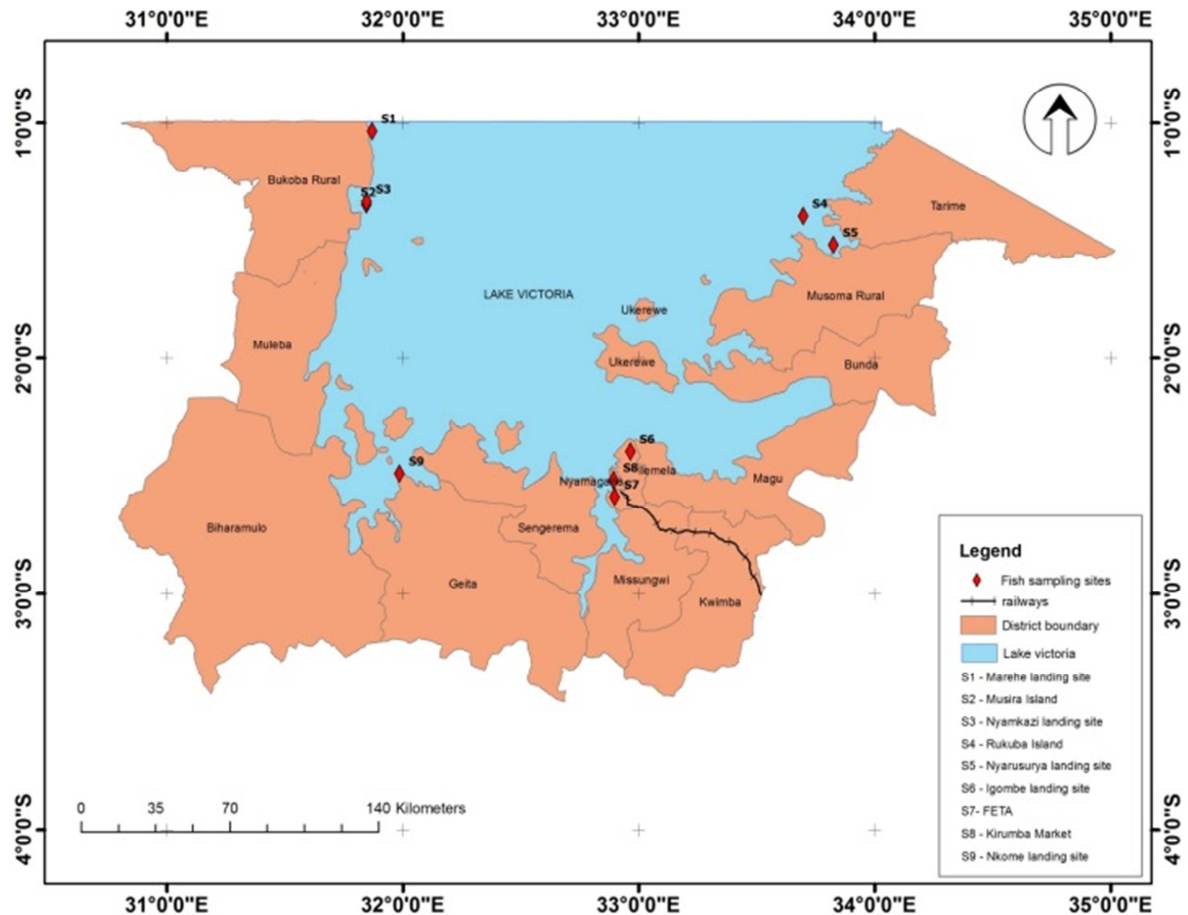 31°0'0"E 32°0'0"E 33°0'0"E 34°0'0"E 35°0'0"E
1°0'0"S 1°0'0"S
S1
Bukoba Rural
S2 S3
S4
Tarime
S5
LAKE VICTORIA
Musoma Rural
Ukerewe
Muleba
Ukerewe
Bunda
2°0'0"S 2°0'0"S
S6
S9
S8
Magu
S7
Biharamulo
Sengerema
Geita
Missungwi
Kwimba
3°0'0"S 3°0'0"S
Legend
Fish sampling sites
railways
District boundary
Lake victoria
S1 - Marehe landing site
S2 - Musira Island
S3 - Nyamkazi landing site
S4 - Rukuba Island
S5 - Nyarusurya landing site
S6 - Igombe landing site
S7- FETA
S8 - Kirumba Market
S9 - Nkome landing site
0 35 70 140 Kilometers
4°0'0"S 4°0'0"S
31°0'0"E 32°0'0"E 33°0'0"E 34°0'0"E 35°0'0"E